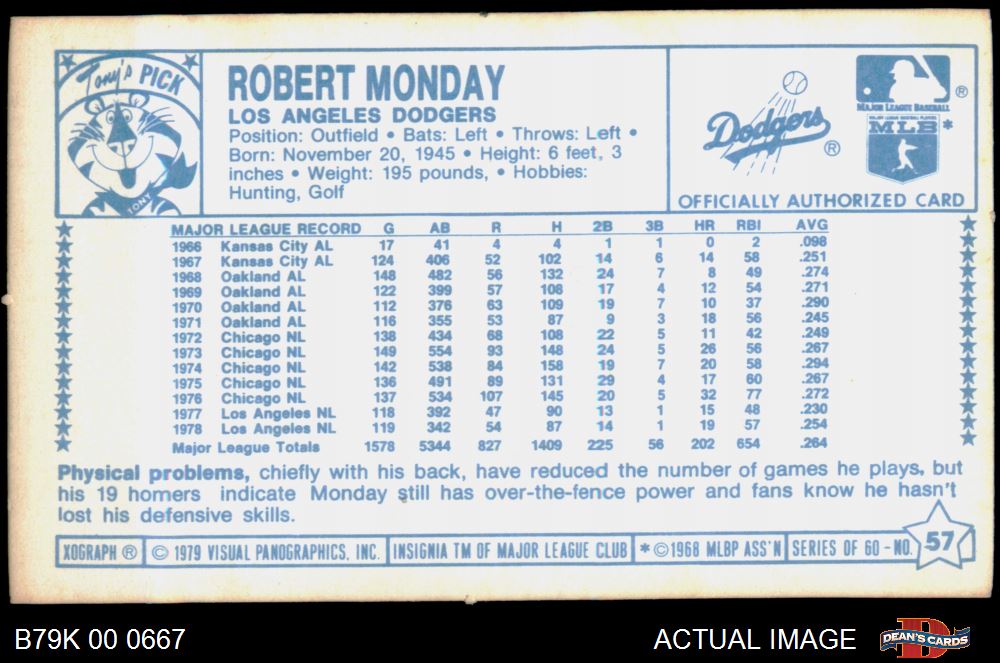 Tony's PICK
TONY
ROBERT MONDAY
LOS ANGELES DODGERS
Position: Outfield • Bats: Left • Throws: Left •
Born: November 20, 1945 • Height: 6 feet, 3
inches • Weight: 195 pounds, • Hobbies:
Hunting, Golf
Dodgers ®
MAJOR LEAGUE BASEBALL ®
MAJOR LEAGUE BASEBALL PLAYERS
MLB *
OFFICIALLY AUTHORIZED CARD
MAJOR LEAGUE RECORD G AB R H 2B 3B HR RBI AVG
1966 Kansas City AL 17 41 4 4 1 1 0 2 .098
1967 Kansas City AL 124 406 52 102 14 6 14 58 .251
1968 Oakland AL 148 482 56 132 24 7 8 49 .274
1969 Oakland AL 122 399 57 108 17 4 12 54 .271
1970 Oakland AL 112 376 63 109 19 7 10 37 .290
1971 Oakland AL 116 355 53 87 9 3 18 56 .245
1972 Chicago NL 138 434 68 108 22 5 11 42 .249
1973 Chicago NL 149 554 93 148 24 5 26 56 .267
1974 Chicago NL 142 538 84 158 19 7 20 58 .294
1975 Chicago NL 136 491 89 131 29 4 17 60 .267
1976 Chicago NL 137 534 107 145 20 5 32 77 .272
1977 Los Angeles NL 118 392 47 90 13 1 15 48 .230
1978 Los Angeles NL 119 342 54 87 14 1 19 57 .254
Major League Totals 1578 5344 827 1409 225 56 202 654 .264
Physical problems, chiefly with his back, have reduced the number of games he plays, but
his 19 homers indicate Monday still has over-the-fence power and fans know he hasn't
lost his defensive skills.
XOGRAPH ® © 1979 VISUAL PANOGRAPHICS, INC. INSIGNIA TM OF MAJOR LEAGUE CLUB * © 1968 MLBP ASS'N SERIES OF 60 - NO. 57
B79K 00 0667 ACTUAL IMAGE DEAN'S CARDS